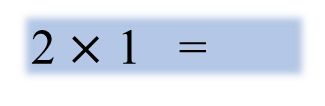 2 × 1 =